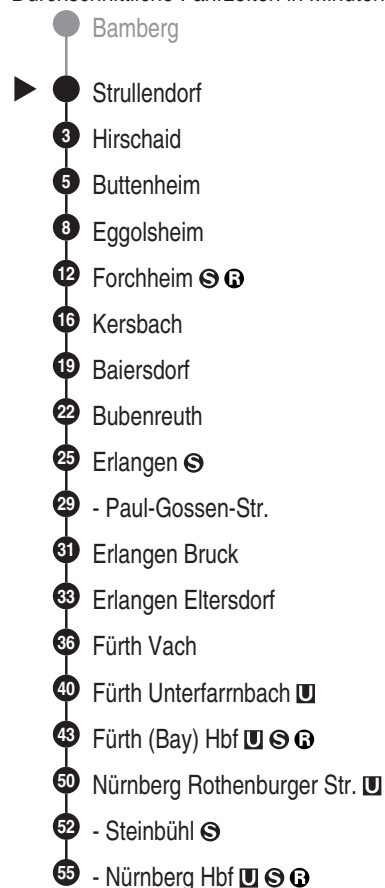 Durchschnittliche Fahrzeiten in Minuten
Bamberg
Strullendorf
3 Hirschaid
5 Buttenheim
8 Eggolsheim
12 Forchheim S R
16 Kersbach
19 Baiersdorf
22 Bubenreuth
25 Erlangen S
29 - Paul-Gossen-Str.
31 Erlangen Bruck
33 Erlangen Eltersdorf
36 Fürth Vach
40 Fürth Unterfarrnbach U
43 Fürth (Bay) Hbf U S R
50 Nürnberg Rothenburger Str. U
52 - Steinbühl S
55 - Nürnberg Hbf U S R